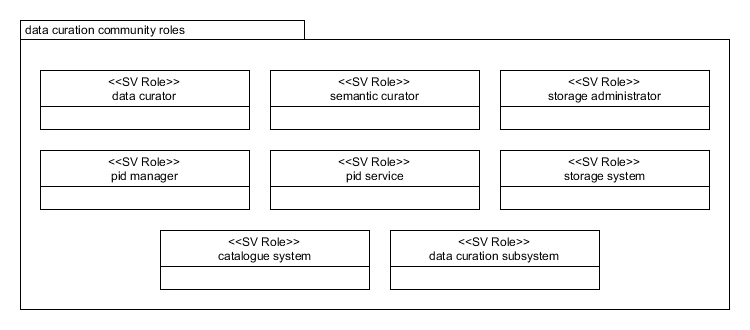 data curation community roles
<<SV Role>>
data curator
<<SV Role>>
semantic curator
<<SV Role>>
storage administrator
<<SV Role>>
pid manager
<<SV Role>>
pid service
<<SV Role>>
storage system
<<SV Role>>
catalogue system
<<SV Role>>
data curation subsystem